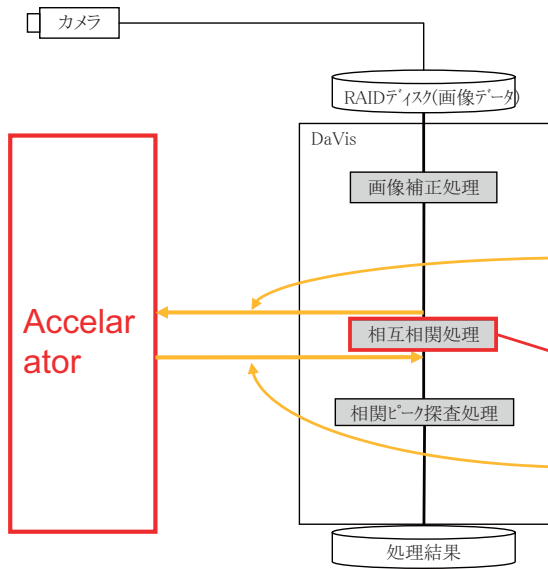 カメラ
RAIDディスク(画像データ)
DaVis
画像補正処理
Accelar
ator
相互相関処理
相関ピーク探査処理
処理結果